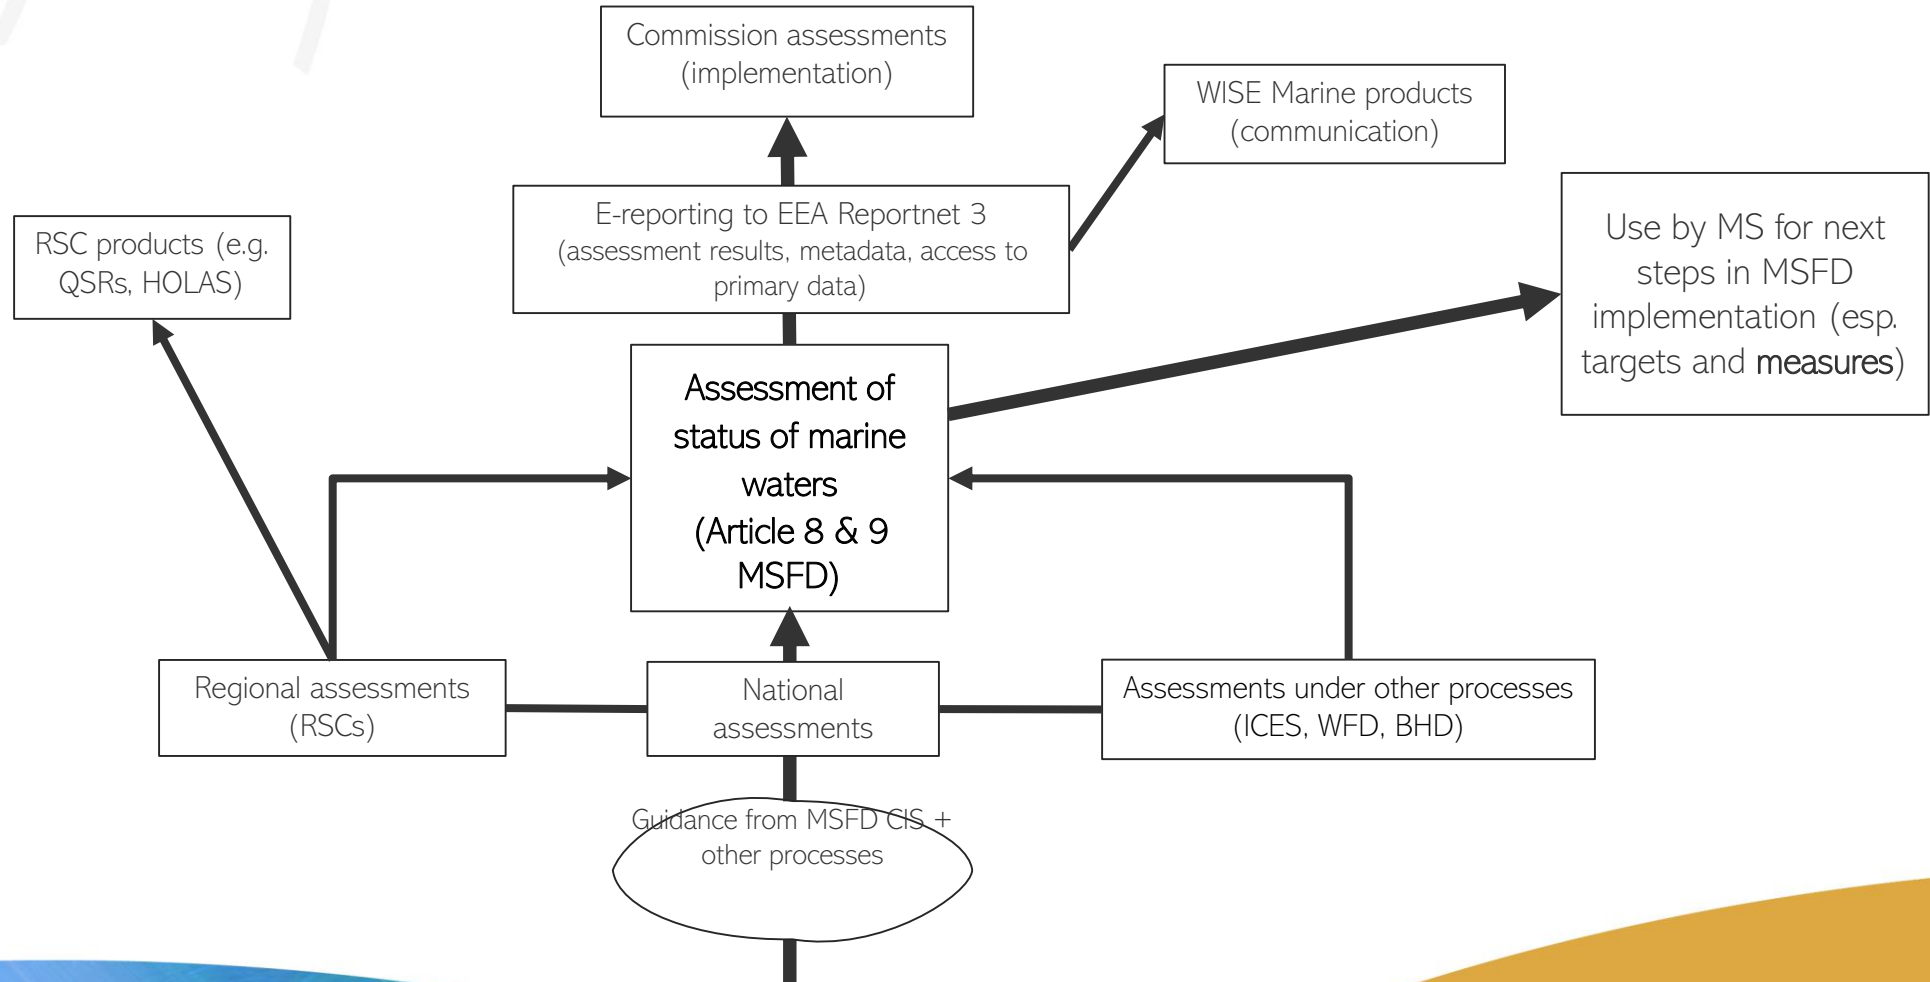 Commission assessments
(implementation)
WISE Marine products
(communication)
E-reporting to EEA Reportnet 3
(assessment results, metadata, access to
primary data)
RSC products (e.g.
QSRs, HOLAS)
Use by MS for next
steps in MSFD
implementation (esp.
targets and measures)
Assessment of
status of marine
waters
(Article 8 & 9
MSFD)
Regional assessments
(RSCs)
National
assessments
Assessments under other processes
(ICES, WFD, BHD)
Guidance from MSFD CIS +
other processes